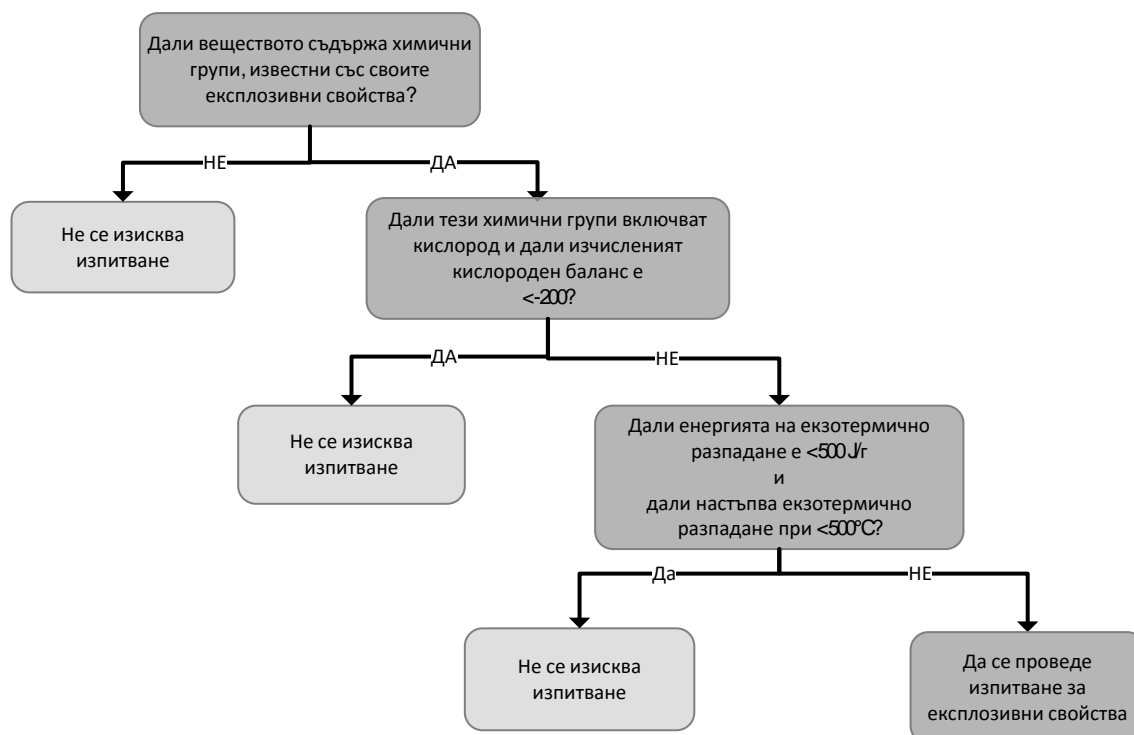 Дали веществото съдържа химични
групи, известни със своите
експлозивни свойства?
НЕ
ДА
Не се изисква
изпитване
Дали тези химични групи включват
кислород и дали изчисленият
кислороден баланс е
<-200?
ДА
НЕ
Не се изисква
изпитване
Дали енергията на екзотермично
разпадане е <500 J/г
и
дали настъпва екзотермично
разпадане при <500°C?
Да
НЕ
Не се изисква
изпитване
Да се проведе
изпитване за
експлозивни свойства